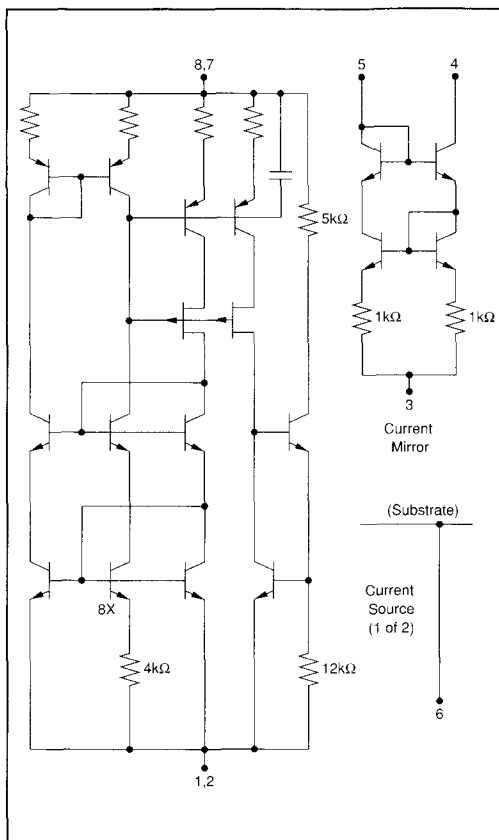 8,7
5
4
5kΩ
1kΩ
1kΩ
3
Current
Mirror
(Substrate)
Current
Source
(1 of 2)
8X
4kΩ
12kΩ
6
1,2